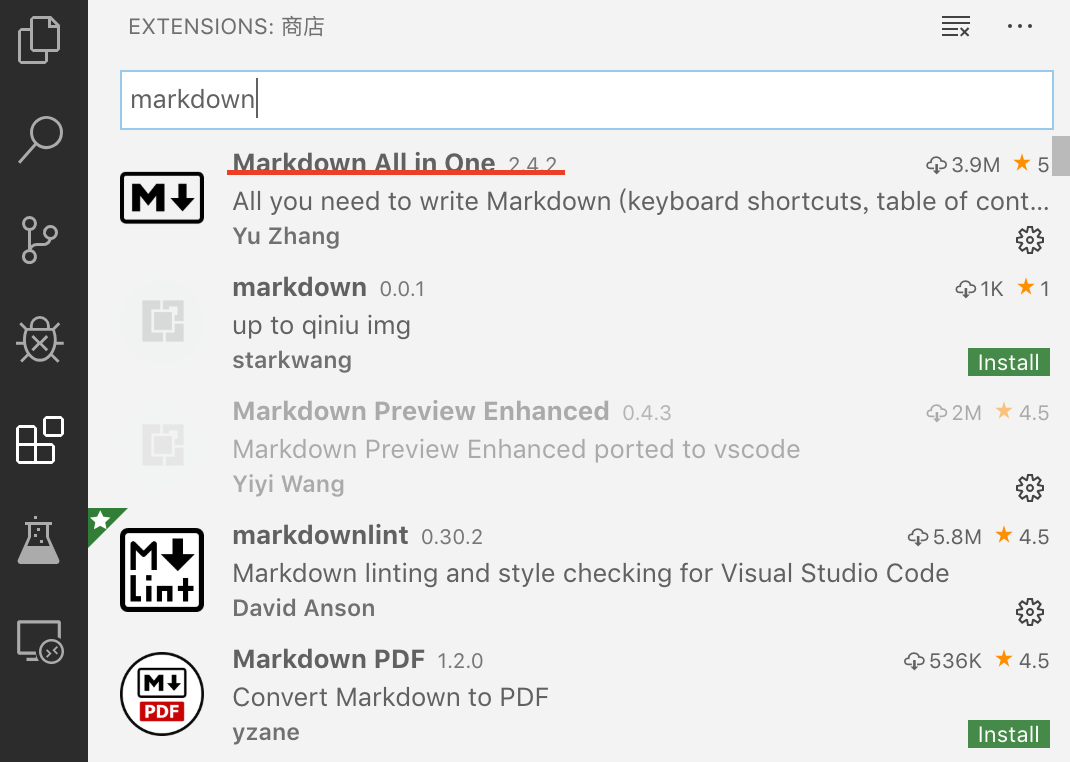 EXTENSIONS: 商店
markdown
Markdown All in One 2.4.2 3.9M 5
All you need to write Markdown (keyboard shortcuts, table of cont...
Yu Zhang
markdown 0.0.1 1K 1
up to qiniu img
starkwang Install
Markdown Preview Enhanced 0.4.3 2M 4.5
Markdown Preview Enhanced ported to vscode
Yiyi Wang
markdownlint 0.30.2 5.8M 4.5
Markdown linting and style checking for Visual Studio Code
David Anson
Markdown PDF 1.2.0 536K 4.5
Convert Markdown to PDF
yzane Install
M
M
Lint
M
PDF